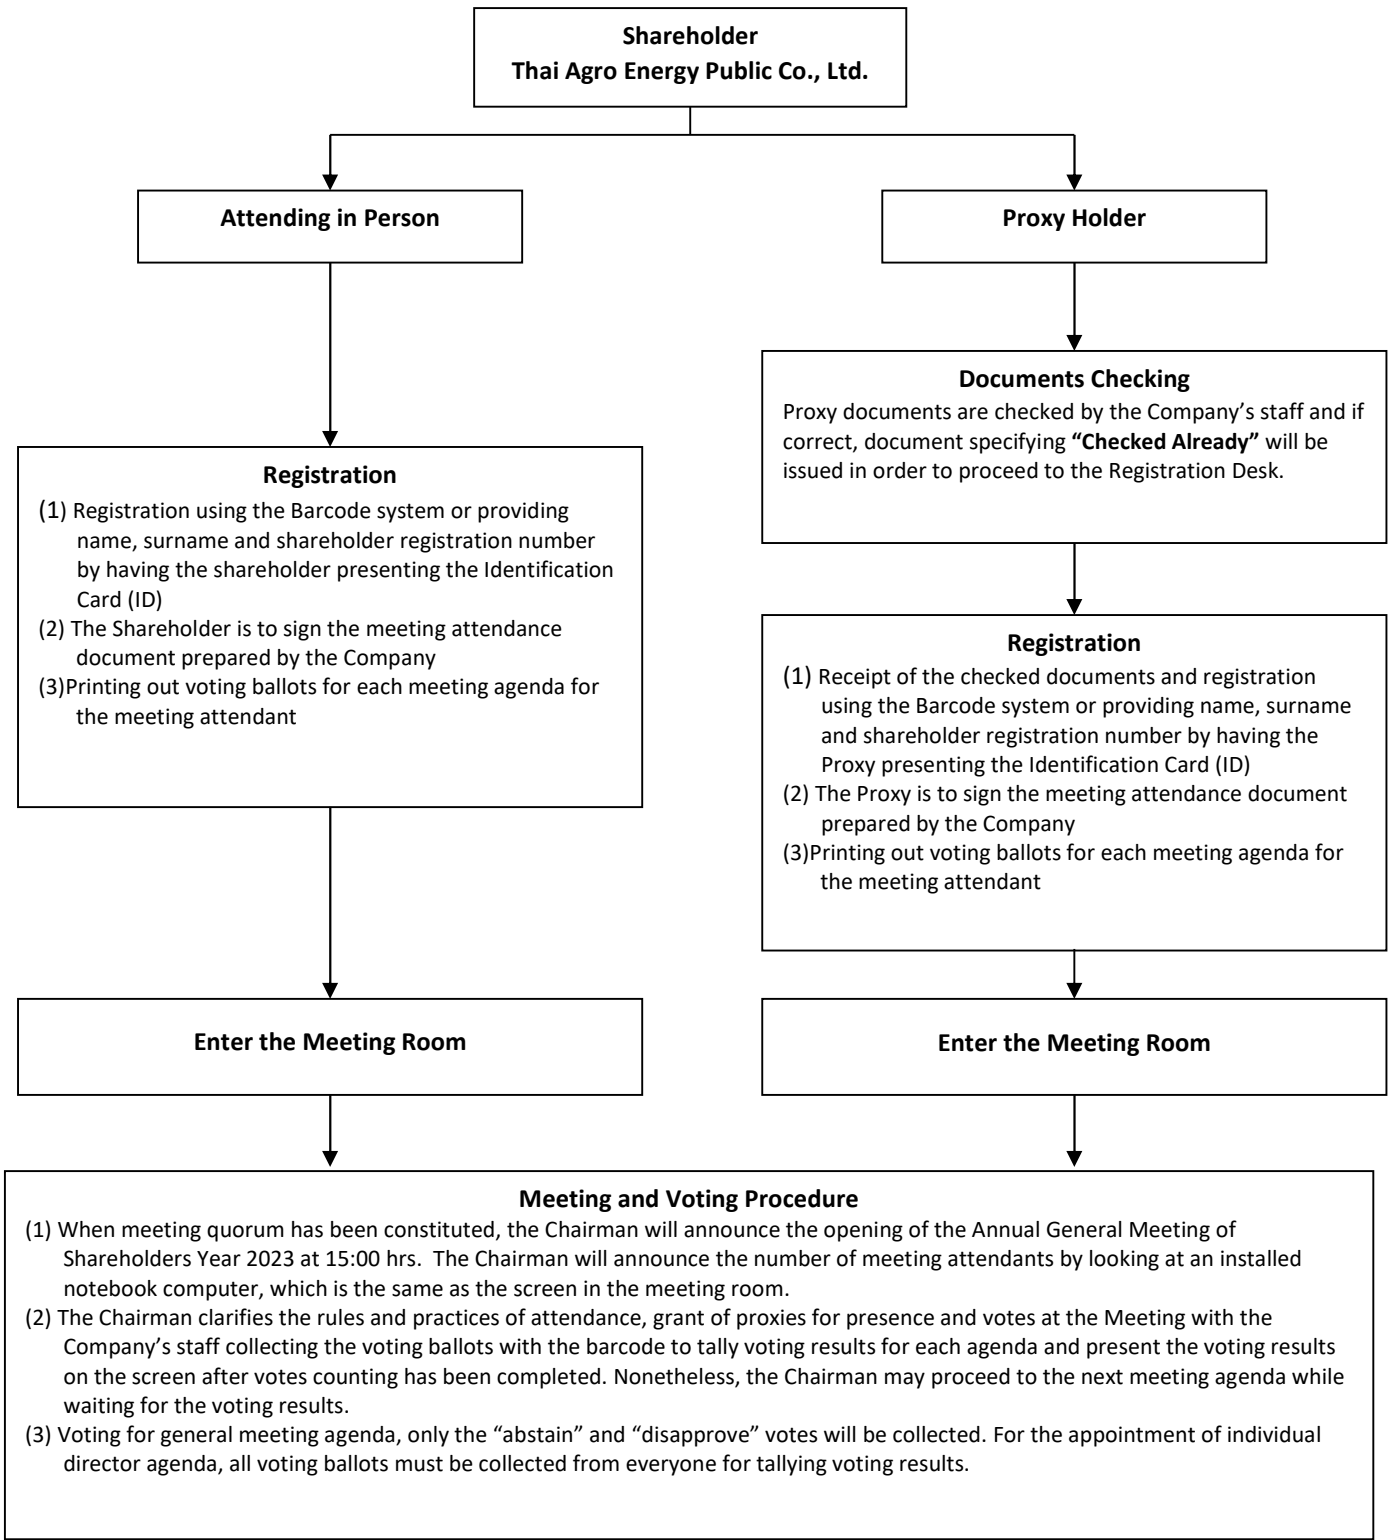 Shareholder
Thai Agro Energy Public Co., Ltd.
Attending in Person
Proxy Holder
Documents Checking
Proxy documents are checked by the Company’s staff and if
correct, document specifying “Checked Already” will be
issued in order to proceed to the Registration Desk.
Registration
(1) Registration using the Barcode system or providing
name, surname and shareholder registration number
by having the shareholder presenting the Identification
Card (ID)
(2) The Shareholder is to sign the meeting attendance
document prepared by the Company
(3)Printing out voting ballots for each meeting agenda for
the meeting attendant
Registration
(1) Receipt of the checked documents and registration
using the Barcode system or providing name, surname
and shareholder registration number by having the
Proxy presenting the Identification Card (ID)
(2) The Proxy is to sign the meeting attendance document
prepared by the Company
(3)Printing out voting ballots for each meeting agenda for
the meeting attendant
Enter the Meeting Room
Enter the Meeting Room
Meeting and Voting Procedure
(1) When meeting quorum has been constituted, the Chairman will announce the opening of the Annual General Meeting of
Shareholders Year 2023 at 15:00 hrs.  The Chairman will announce the number of meeting attendants by looking at an installed
notebook computer, which is the same as the screen in the meeting room.
(2) The Chairman clarifies the rules and practices of attendance, grant of proxies for presence and votes at the Meeting with the
Company’s staff collecting the voting ballots with the barcode to tally voting results for each agenda and present the voting results
on the screen after votes counting has been completed. Nonetheless, the Chairman may proceed to the next meeting agenda while
waiting for the voting results.
(3) Voting for general meeting agenda, only the “abstain” and “disapprove” votes will be collected. For the appointment of individual
director agenda, all voting ballots must be collected from everyone for tallying voting results.